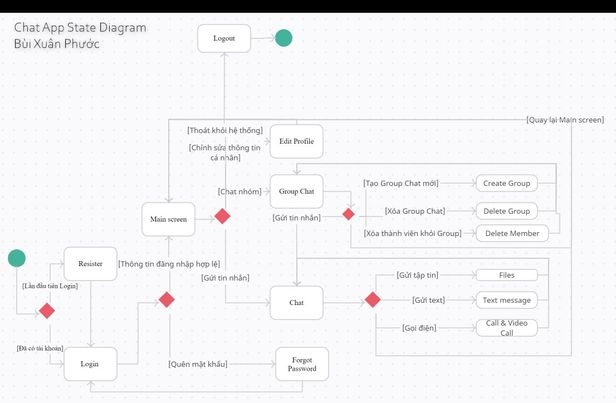 Chat App State Diagram
Bùi Xuân Phước
Logout
[Quay lại Main screen]
[Thoát khỏi hệ thống]
Edit Profile
[Chỉnh sửa thông tin
cá nhân]
[Chat nhóm]
Group Chat
[Tạo Group Chat mới]
Create Group
Main screen
[Gửi tin nhắn]
[Xóa Group Chat]
Delete Group
[Xóa thành viên khỏi Group]
Delete Member
Resister
[Thông tin đăng nhập hợp lệ]
[Gửi tin nhắn]
[Lần đầu tiên Login]
[Gửi tập tin]
Files
Chat
[Gửi text]
Text message
[Gọi điện]
Call & Video
Call
[Đã có tài khoản]
Login
[Quên mật khẩu]
Forgot
Password